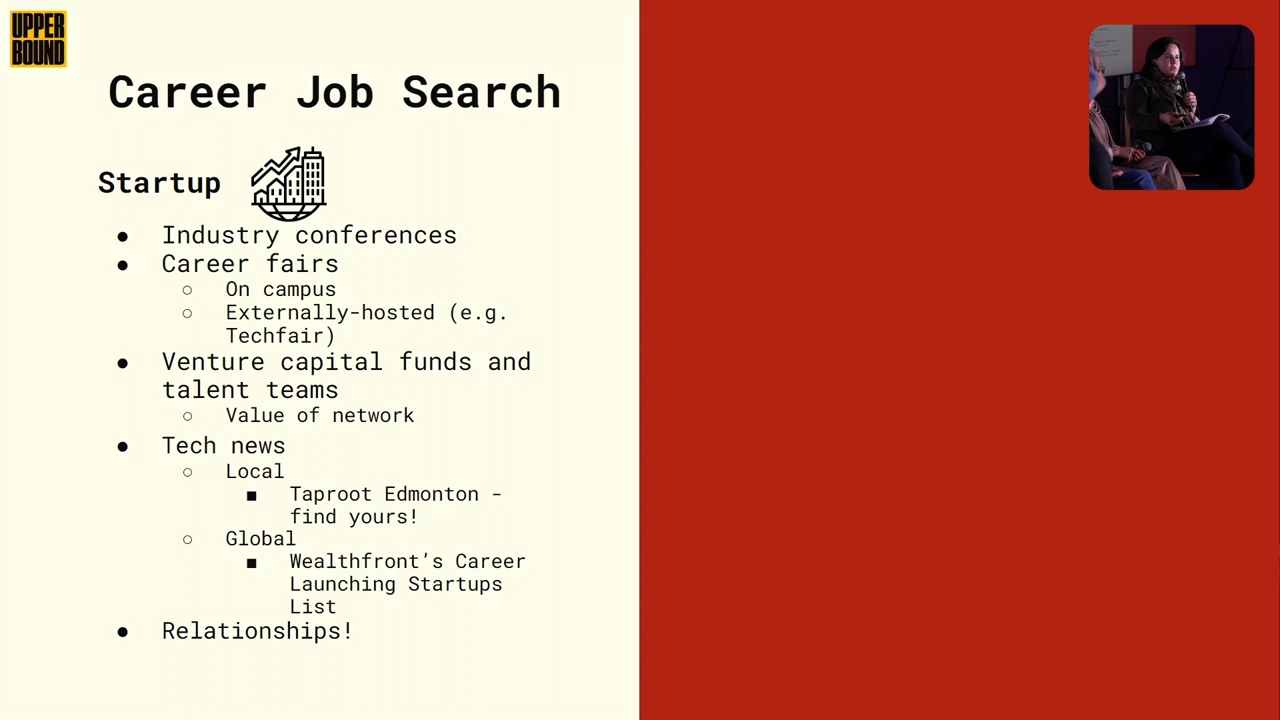 UPPER
BOUND
Career Job Search
Startup
● Industry conferences
● Career fairs
○ On campus
○ Externally-hosted (e.g.
Techfair)
● Venture capital funds and
talent teams
○ Value of network
● Tech news
○ Local
■ Taproot Edmonton -
find yours!
○ Global
■ Wealthfront’s Career
Launching Startups
List
● Relationships!